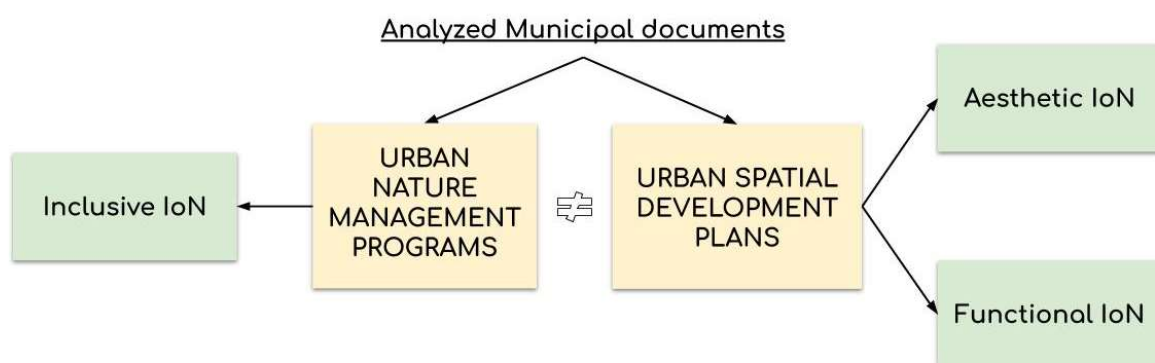 Analyzed Municipal documents
Aesthetic IoN
Inclusive IoN
URBAN
NATURE
MANAGEMENT
PROGRAMS
≠
URBAN SPATIAL
DEVELOPMENT
PLANS
Functional IoN